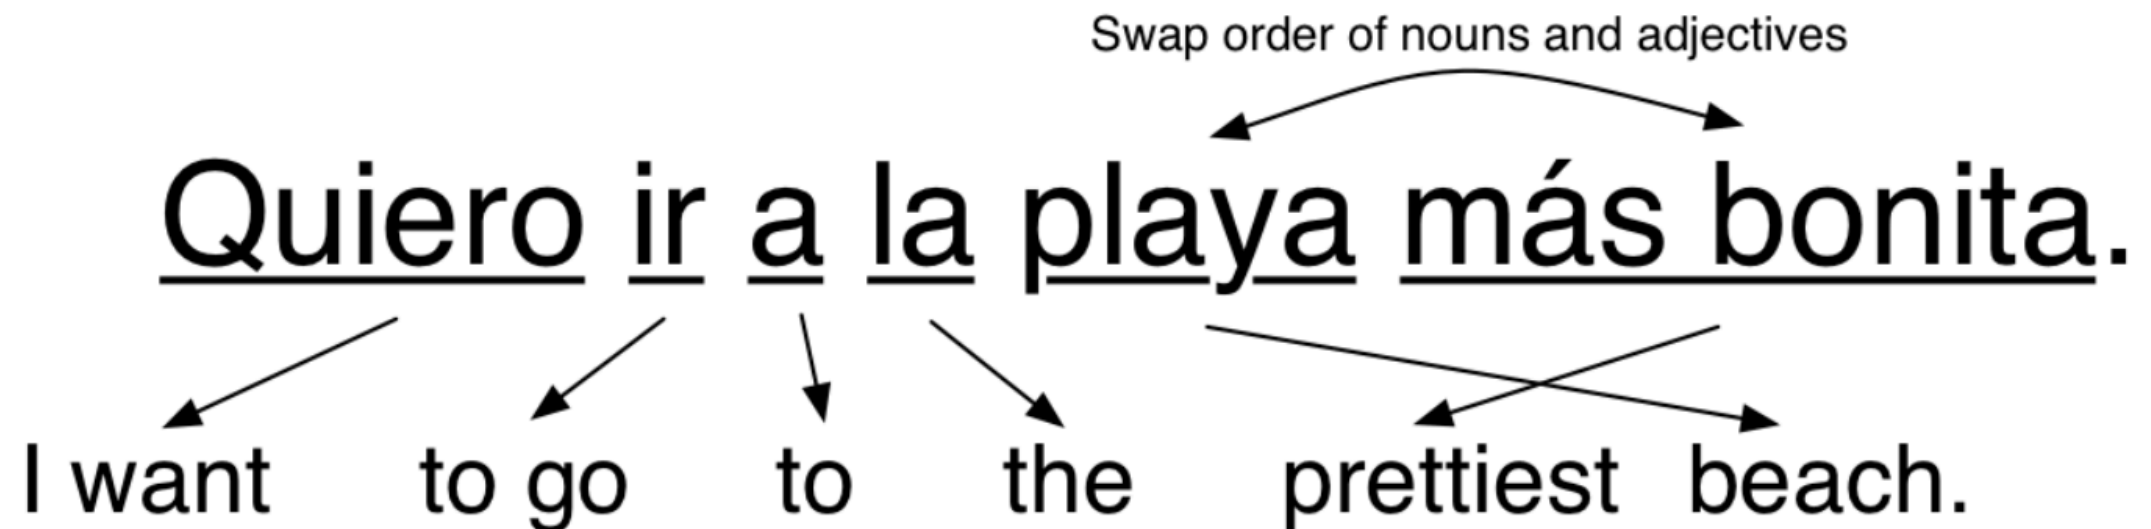 Swap order of nouns and adjectives
Quiero ir a la playa más bonita.
I want to go to the prettiest beach.